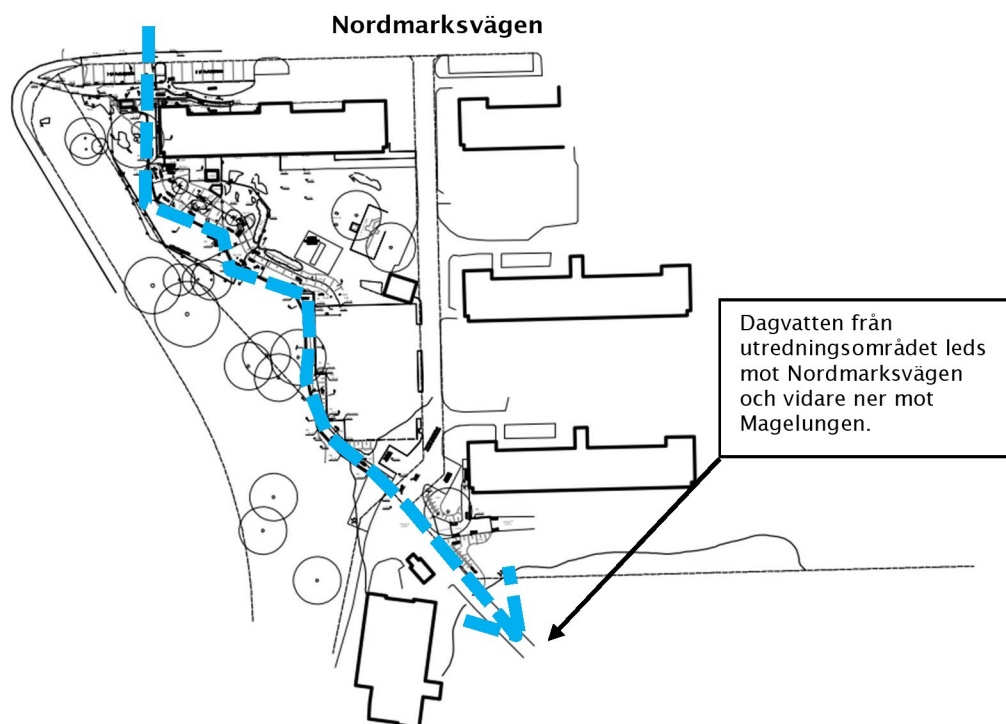 Nordmarksvägen
Dagvatten från
utredningsområdet leds
mot Nordmarksvägen
och vidare ner mot
Magelungen.